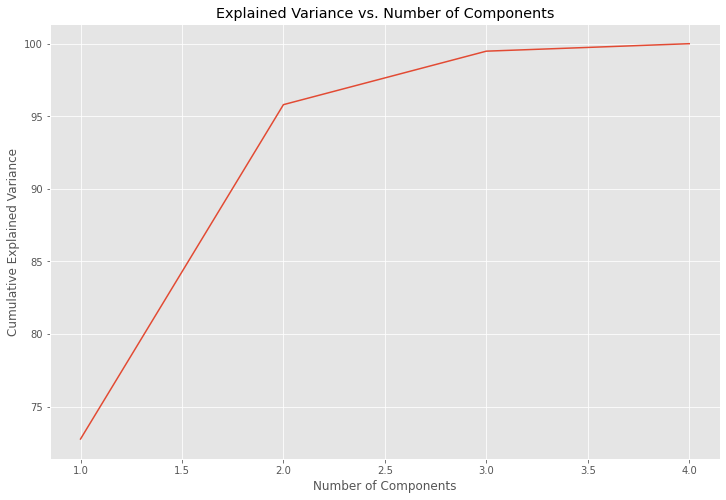 Explained Variance vs. Number of Components
Cumulative Explained Variance
100
95
90
85
80
75
1.0 1.5 2.0 2.5 3.0 3.5 4.0
Number of Components